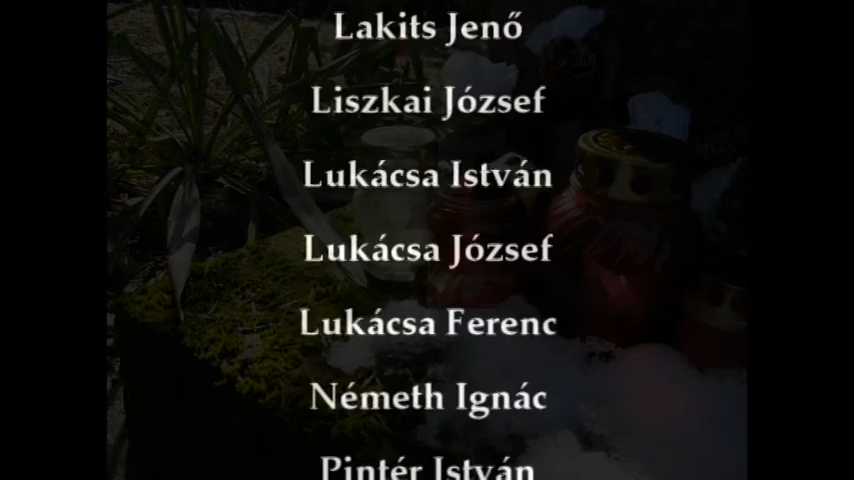 Lakits Jenő
Liszkai József
Lukácsa István
Lukácsa József
Lukácsa Ferenc
Németh Ignác
Pintér István